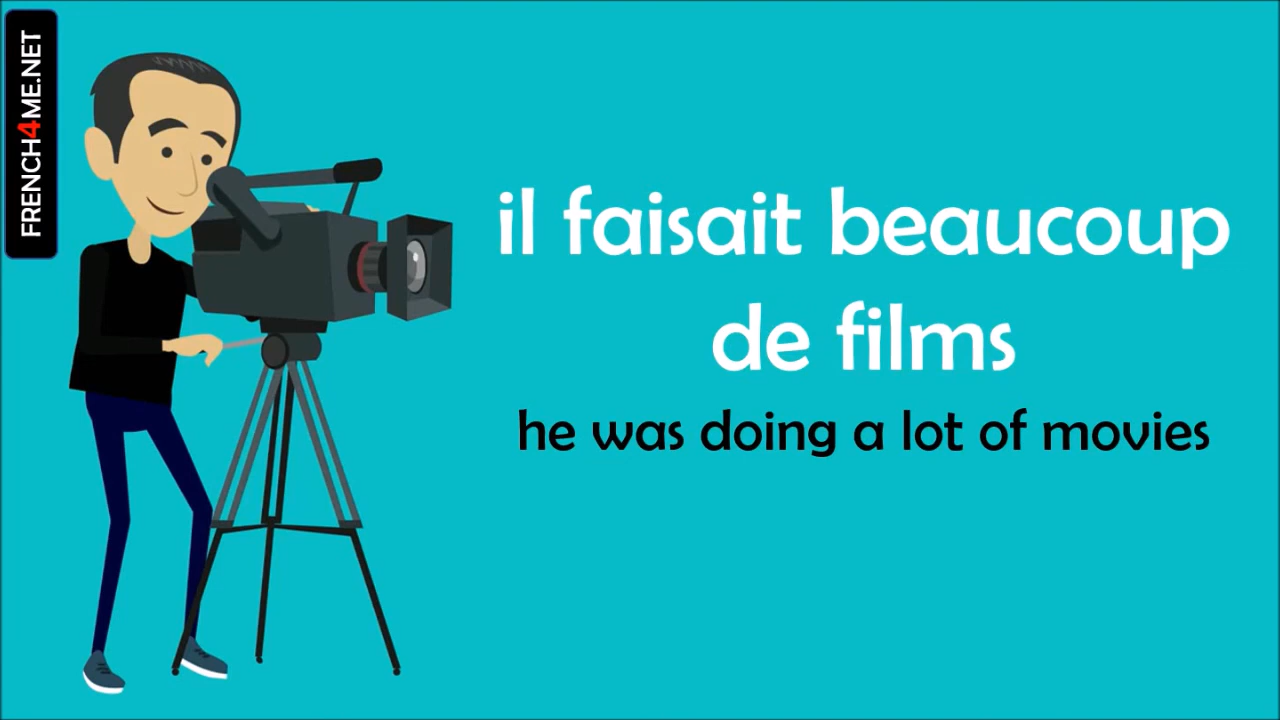 FRENCH4ME.NET
il faisait beaucoup
de films
he was doing a lot of movies